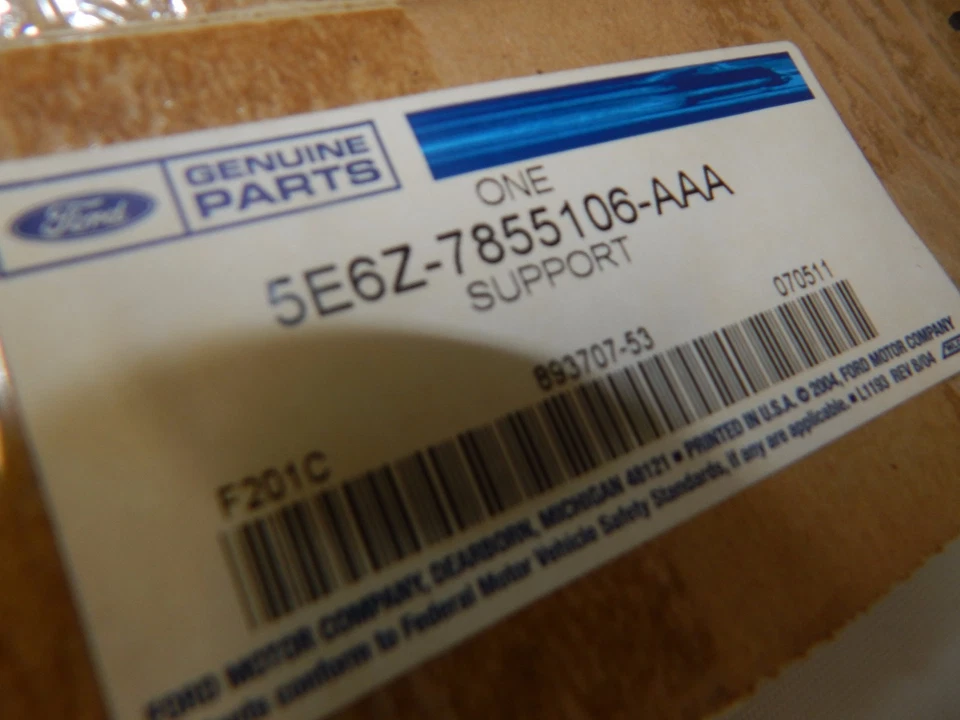 Ford GENUINE PARTS
ONE
5E6Z-7855106-AAA
SUPPORT
070511
893707-53
F201C
FORD MOTOR COMPANY, DEARBORN, MICHIGAN 48121 ■ PRINTED IN U.S.A. © 2004, FORD MOTOR COMPANY
conform to Federal Motor Vehicle Safety Standards, if any are applicable. ■ L1193 REV 8/04